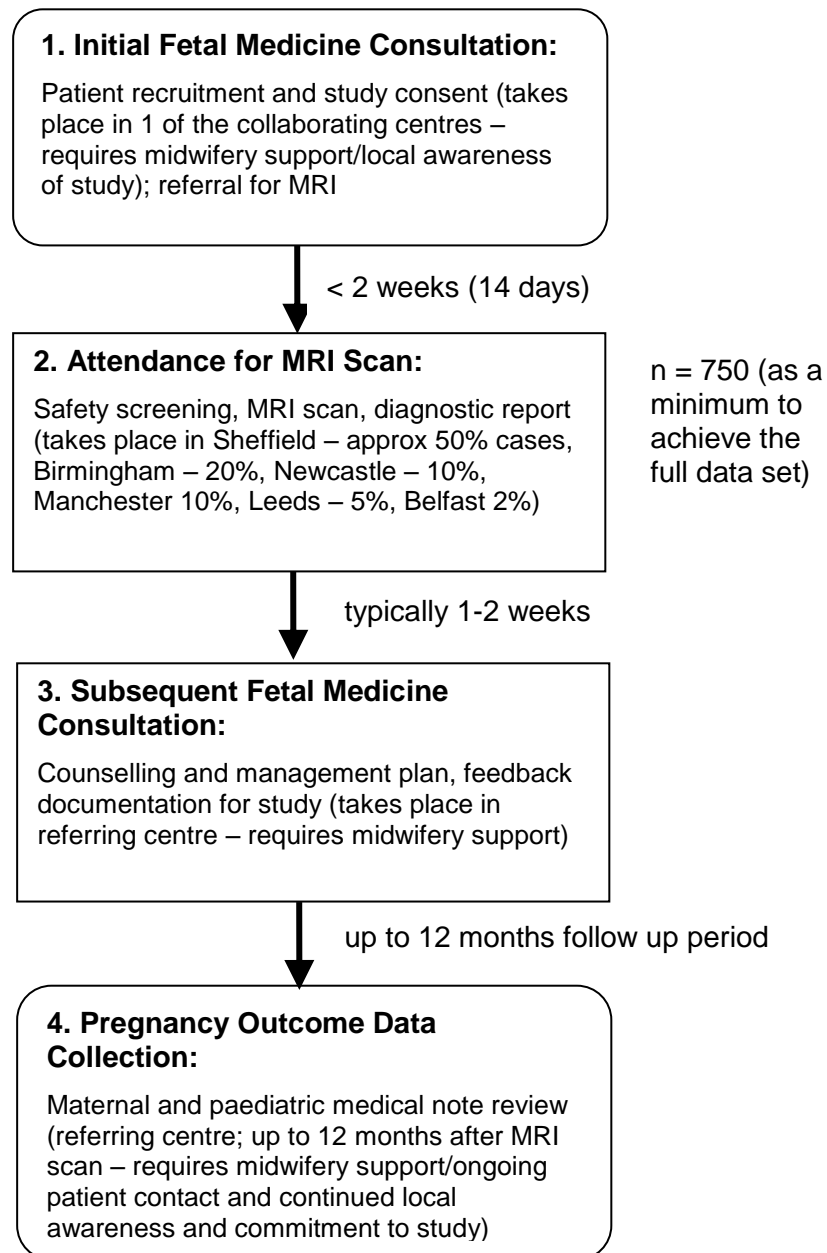 1. Initial Fetal Medicine Consultation:
Patient recruitment and study consent (takes
place in 1 of the collaborating centres –
requires midwifery support/local awareness
of study); referral for MRI
< 2 weeks (14 days)
2. Attendance for MRI Scan:
Safety screening, MRI scan, diagnostic report
(takes place in Sheffield – approx 50% cases,
Birmingham – 20%, Newcastle – 10%,
Manchester 10%, Leeds – 5%, Belfast 2%)
n = 750 (as a
minimum to
achieve the
full data set)
typically 1-2 weeks
3. Subsequent Fetal Medicine
Consultation:
Counselling and management plan, feedback
documentation for study (takes place in
referring centre – requires midwifery support)
up to 12 months follow up period
4. Pregnancy Outcome Data
Collection:
Maternal and paediatric medical note review
(referring centre; up to 12 months after MRI
scan – requires midwifery support/ongoing
patient contact and continued local
awareness and commitment to study)